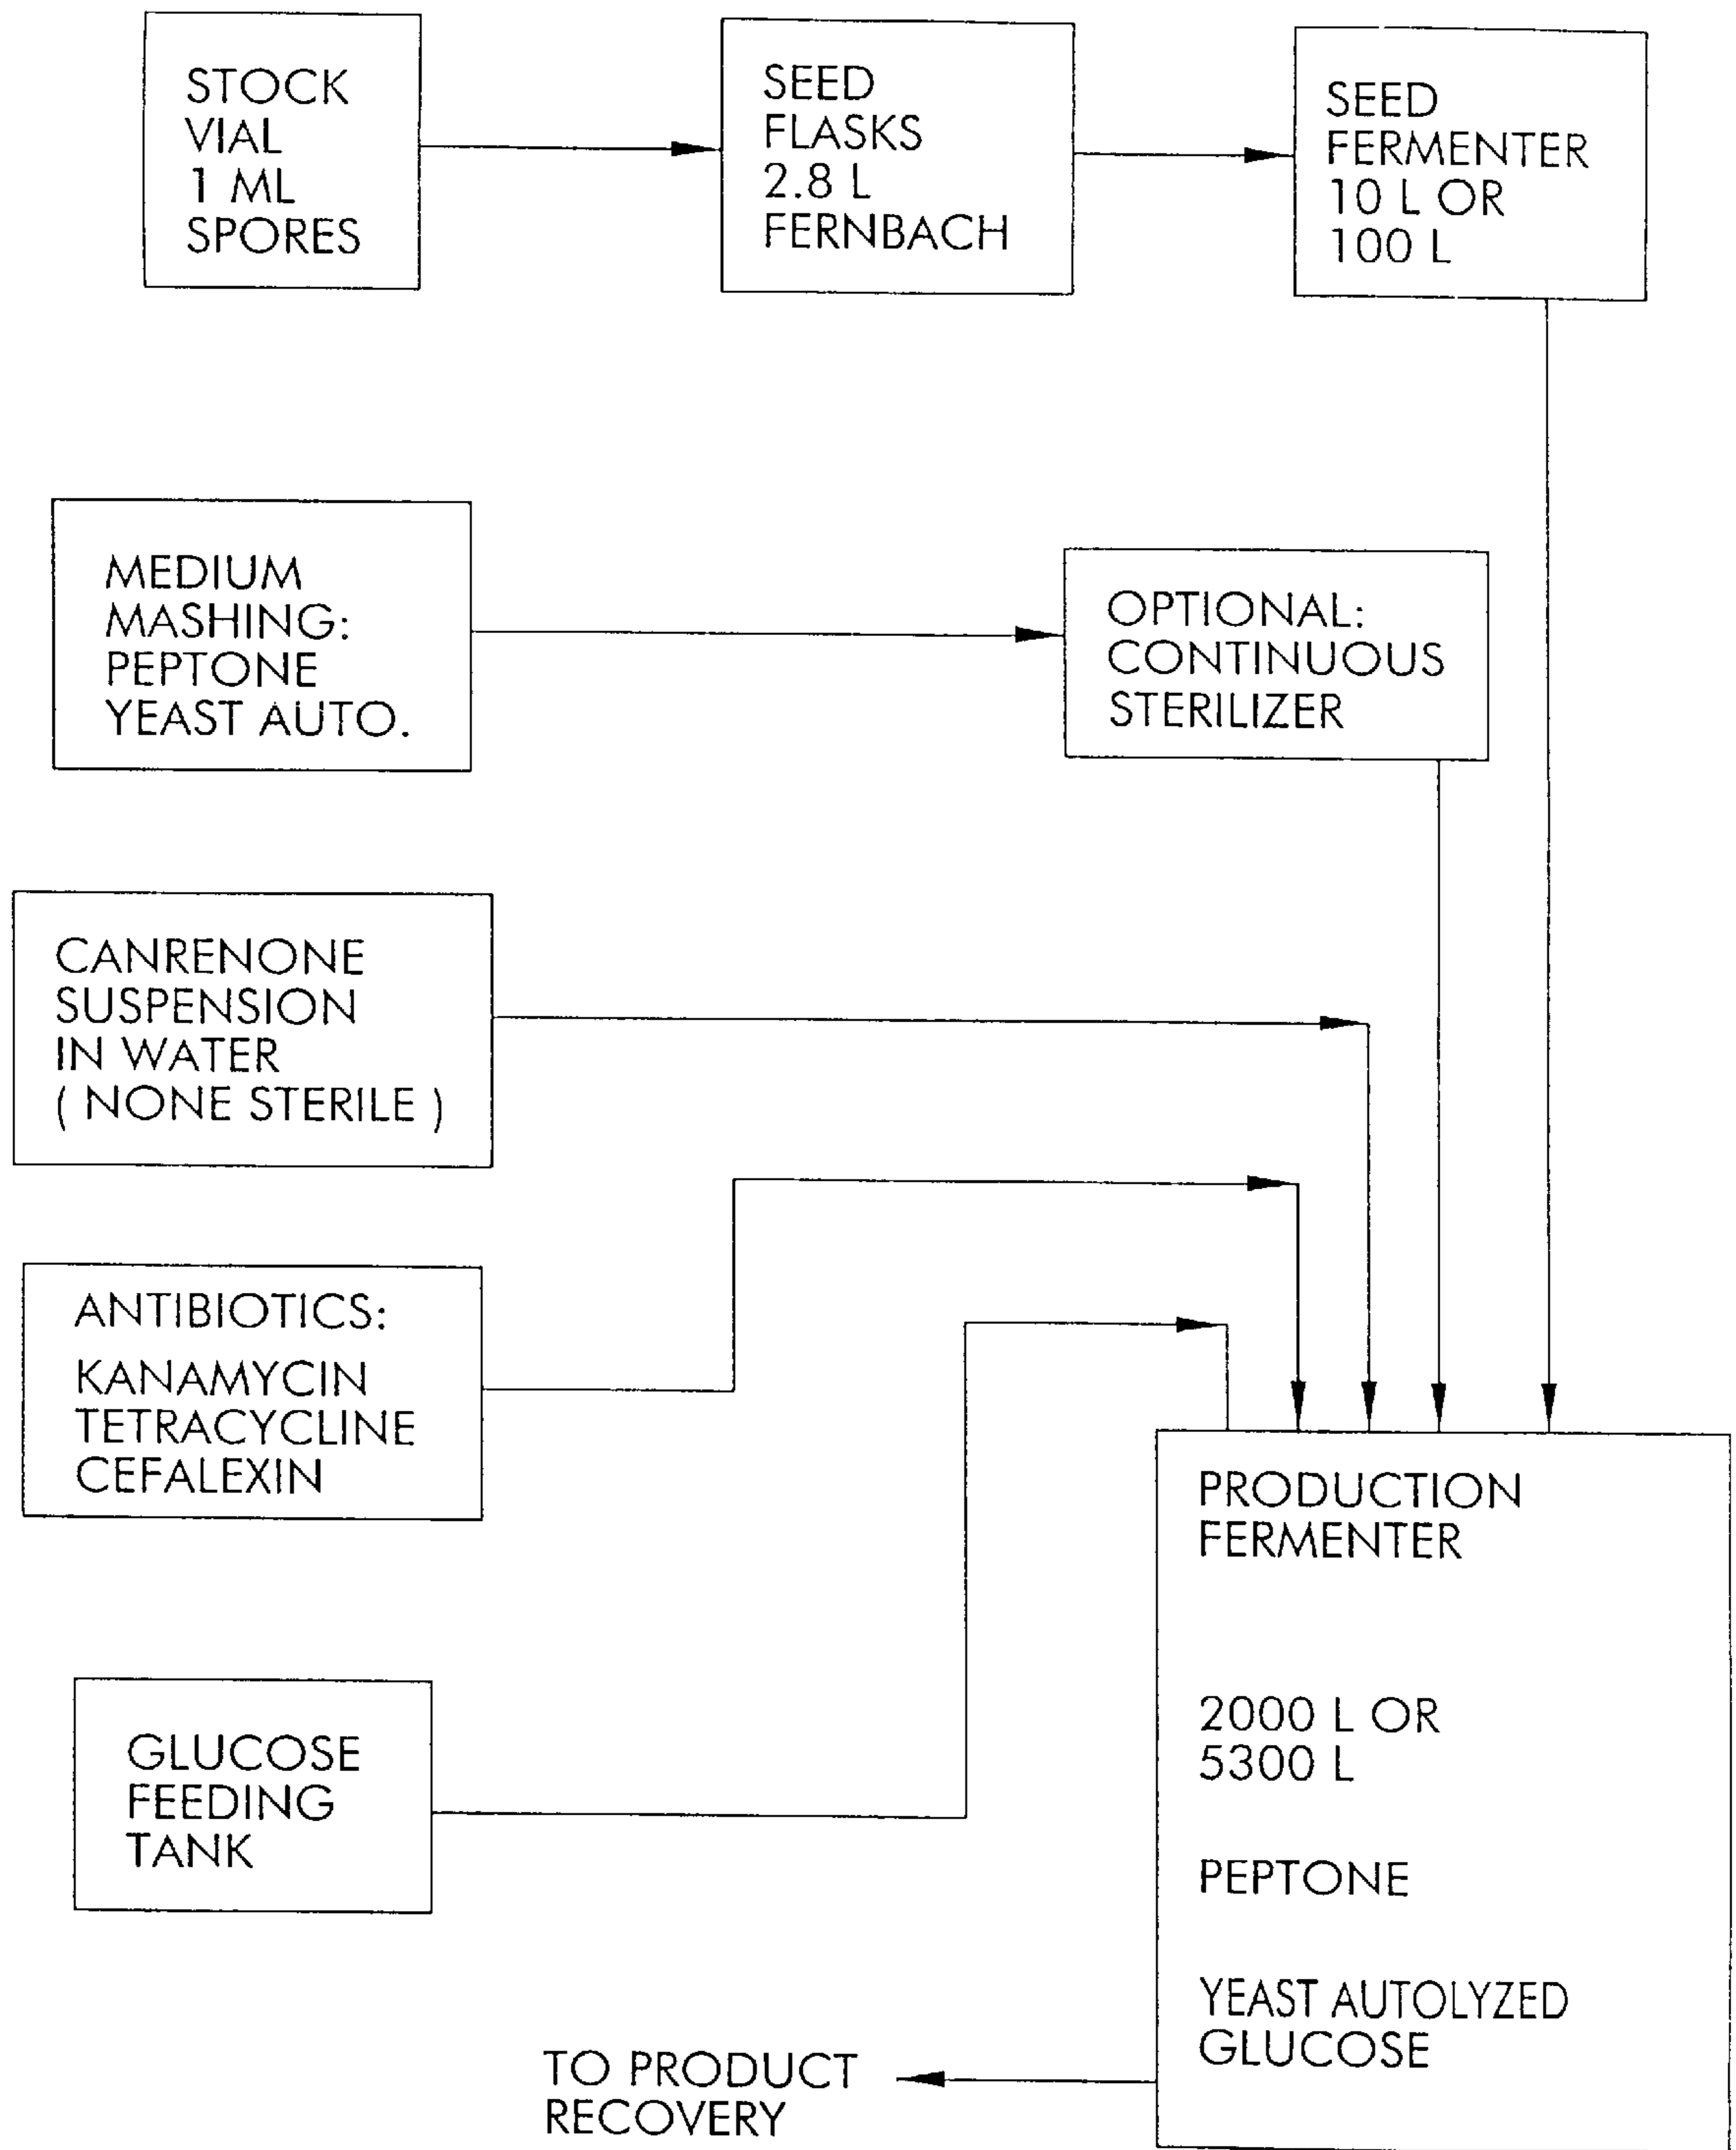 STOCK
VIAL
1 ML
SPORES
SEED
FLASKS
2.8 L
FERNBACH
SEED
FERMENTER
10 L OR
100 L
MEDIUM
MASHING:
PEPTONE
YEAST AUTO.
OPTIONAL:
CONTINUOUS
STERILIZER
CANRENONE
SUSPENSION
IN WATER
( NONE STERILE )
ANTIBIOTICS:
KANAMYCIN
TETRACYCLINE
CEFALEXIN
GLUCOSE
FEEDING
TANK
PRODUCTION
FERMENTER
2000 L OR
5300 L
PEPTONE
YEAST AUTOLYZED
GLUCOSE
TO PRODUCT
RECOVERY